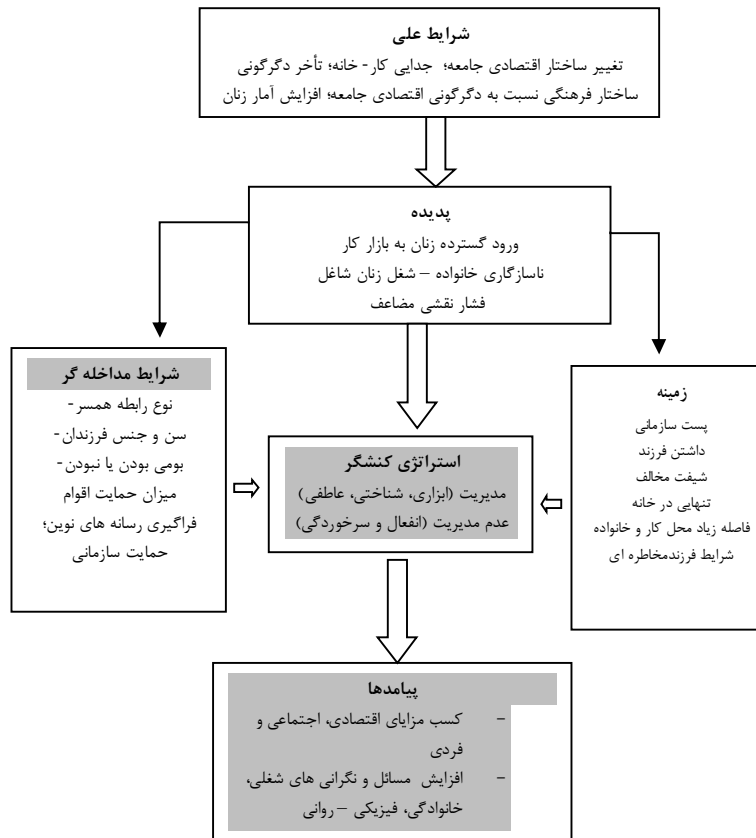 شرایط علی
تغییر ساختار اقتصادی جامعه؛ جدایی کار- خانه؛ تأخر دگرگونی
ساختار فرهنگی نسبت به دگرگونی اقتصادی جامعه؛ افزایش آمار زنان
پدیده
ورود گسترده زنان به بازار کار
ناسازگاری خانواده – شغل زنان شاغل
فشار نقشی مضاعف
زمینه
پست سازمانی
داشتن فرزند
شیفت مخالف
تنهایی در خانه
فاصله زیاد محل کار و خانواده
شرایط فرزندمخاطره ای
شرایط مداخله گر
نوع رابطه همسر-
سن و جنس فرزندان-
بومی بودن یا نبودن-
میزان حمایت اقوام
فراگیری رسانه های نوین؛
حمایت سازمانی
استراتژی کنشگر
مدیریت (ابزاری، شناختی، عاطفی)
عدم مدیریت (انفعال و سرخوردگی)
پیامدها
– کسب مزایای اقتصادی، اجتماعی و
فردی
– افزایش مسائل و نگرانی های شغلی،
خانوادگی، فیزیکی – روانی